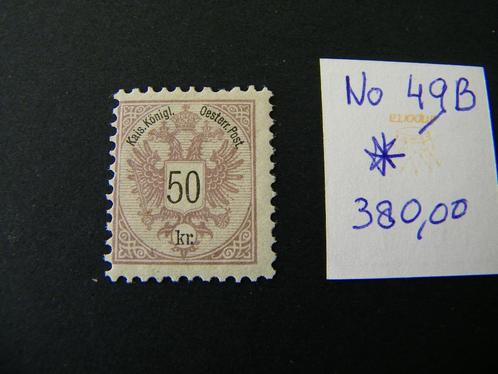 Kais. Königl. Oesterr. Post.
50
kr.
No 49B
*
380,00